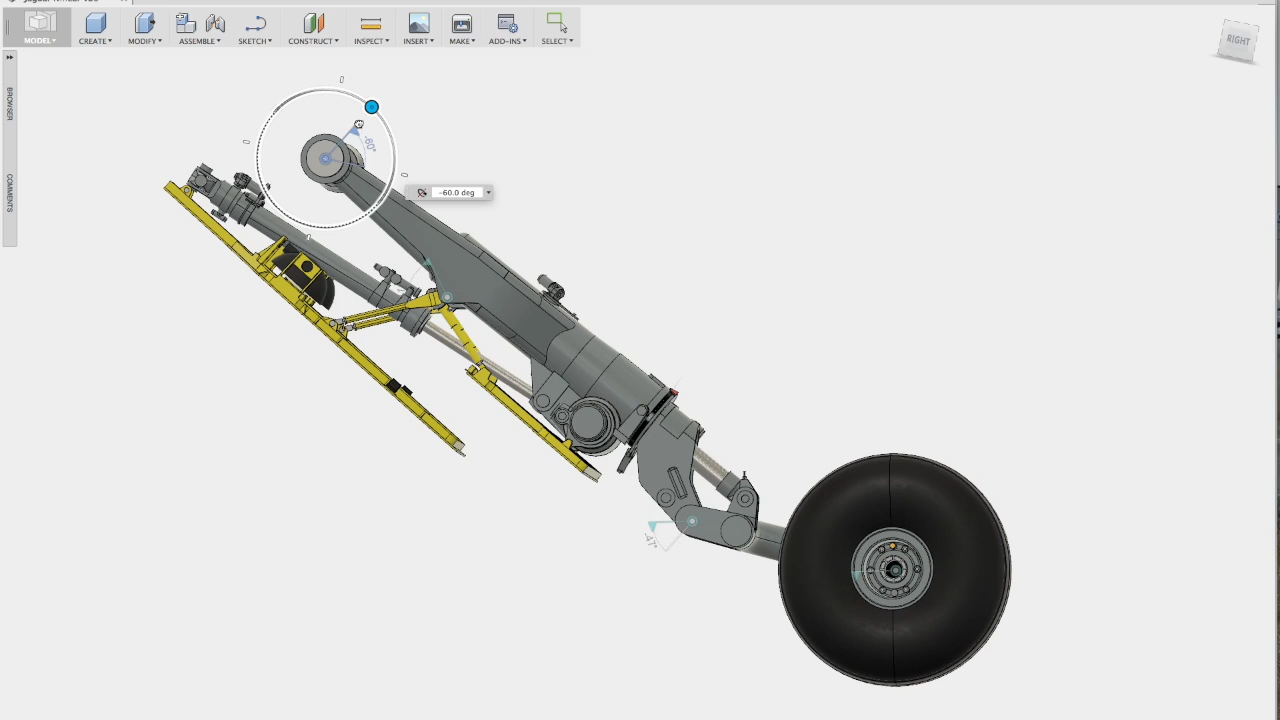 MODEL
CREATE
MODIFY
ASSEMBLE
SKETCH
CONSTRUCT
INSPECT
INSERT
MAKE
ADD-INS
SELECT
BROWSER
COMMENTS
RIGHT
-60°
-60.0 deg
-47°